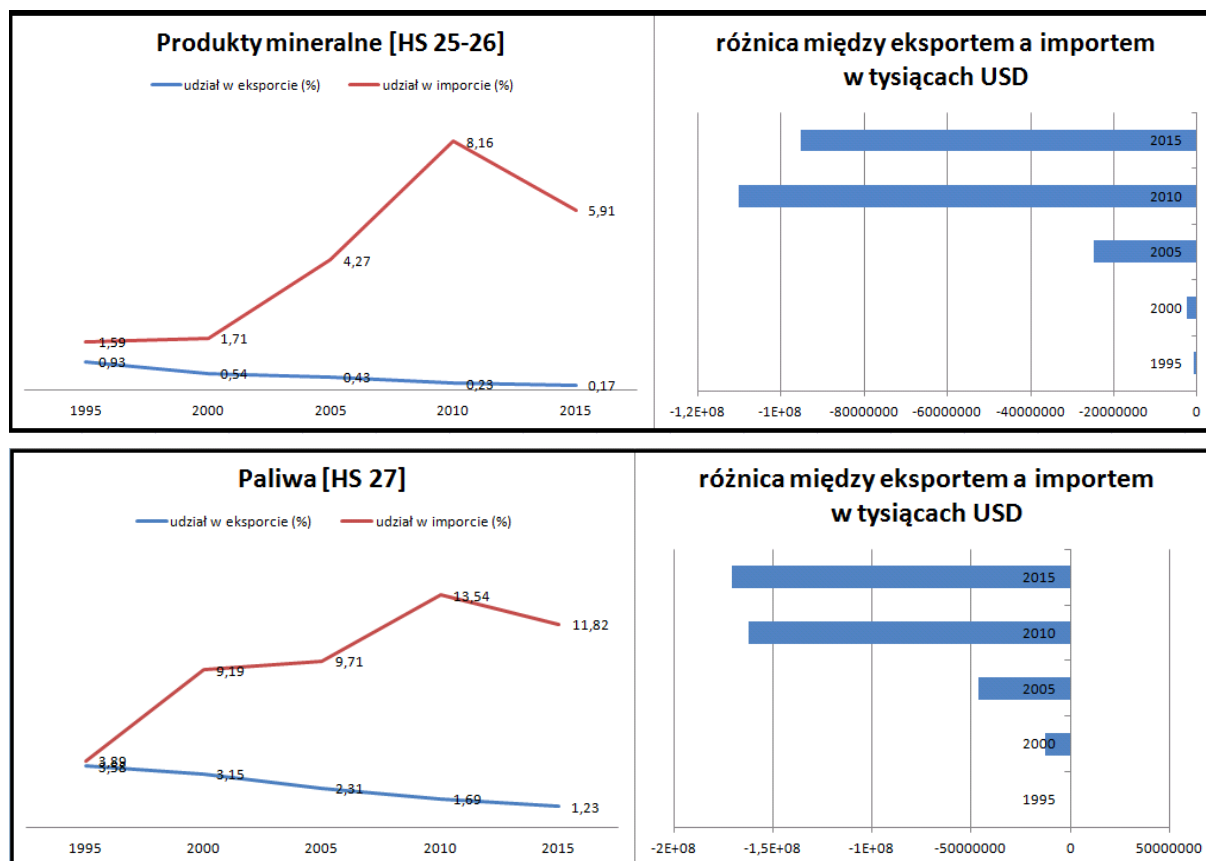 Produkty mineralne [HS 25-26]
udział w eksporcie (%) udział w imporcie (%)
8,16
5,91
4,27
1,59
1,71
0,93
0,54
0,43
0,23
0,17
1995 2000 2005 2010 2015
różnica między eksportem a importem
w tysiącach USD
2015
2010
2005
2000
1995
-1,2E+08 -1E+08 -80000000 -60000000 -40000000 -20000000 0
Paliwa [HS 27]
udział w eksporcie (%) udział w imporcie (%)
13,54
11,82
9,19
9,71
3,89
3,58
3,15
2,31
1,69
1,23
1995 2000 2005 2010 2015
różnica między eksportem a importem
w tysiącach USD
2015
2010
2005
2000
1995
-2E+08 -1,5E+08 -1E+08 -50000000 0 50000000